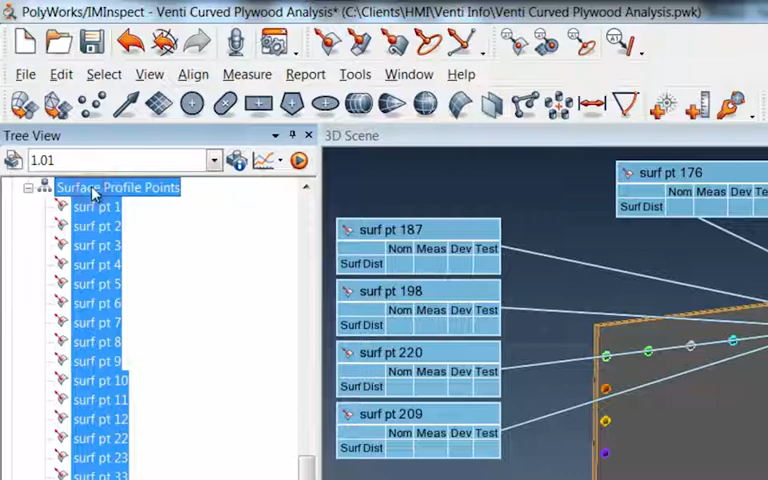 PolyWorks/IMInspect - Venti Curved Plywood Analysis* (C:\Clients\HMI\Venti Info\Venti Curved Plywood Analysis.pwk)
File Edit Select View Align Measure Report Tools Window Help
Tree View
3D Scene
1.01
Surface Profile Points
surf pt 1
surf pt 2
surf pt 3
surf pt 4
surf pt 5
surf pt 6
surf pt 7
surf pt 8
surf pt 9
surf pt 10
surf pt 11
surf pt 12
surf pt 22
surf pt 23
surf pt 33
surf pt 176
Nom Meas Dev Te
Surf Dist
surf pt 187
Nom Meas Dev Test
Surf Dist
surf pt 198
Nom Meas Dev Test
Surf Dist
surf pt 220
Nom Meas Dev Test
Surf Dist
surf pt 209
Nom Meas Dev Test
Surf Dist